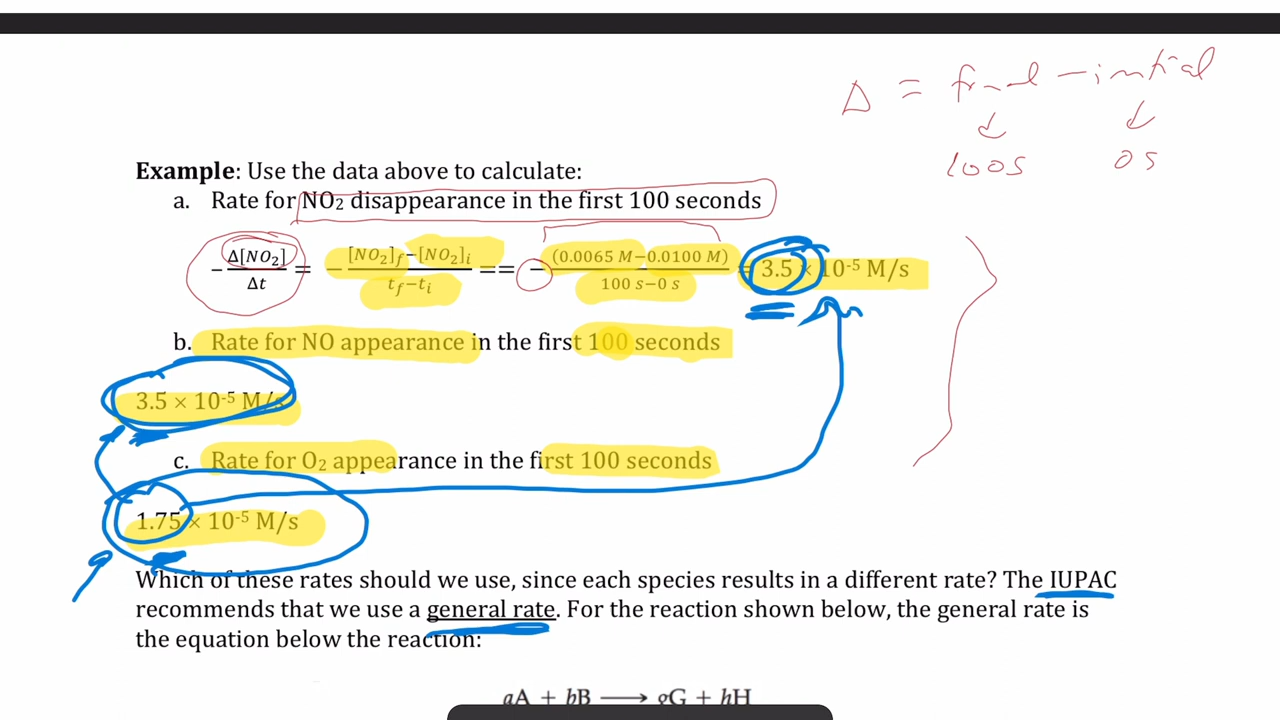 Δ = final – initial
↓ ↓
100s 0s
Example: Use the data above to calculate:
a. Rate for NO₂ disappearance in the first 100 seconds
-Δ[NO₂]/Δt = -([NO₂]f-[NO₂]i)/(tf-ti) == -(0.0065 M-0.0100 M)/(100 s-0 s) = 3.5 × 10⁻⁵ M/s
b. Rate for NO appearance in the first 100 seconds
3.5 × 10⁻⁵ M/s
c. Rate for O₂ appearance in the first 100 seconds
1.75 × 10⁻⁵ M/s
Which of these rates should we use, since each species results in a different rate? The IUPAC
recommends that we use a general rate. For the reaction shown below, the general rate is
the equation below the reaction:
aA + bB ⟶ gG + hH